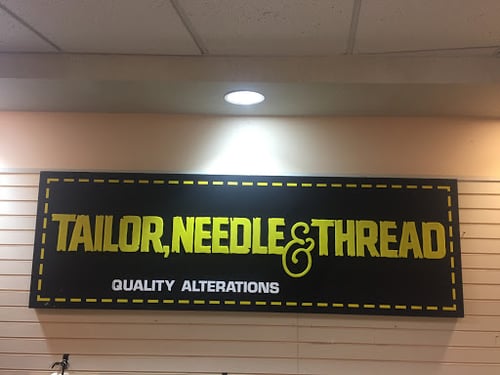 TAILOR, NEEDLE & THREAD
QUALITY ALTERATIONS